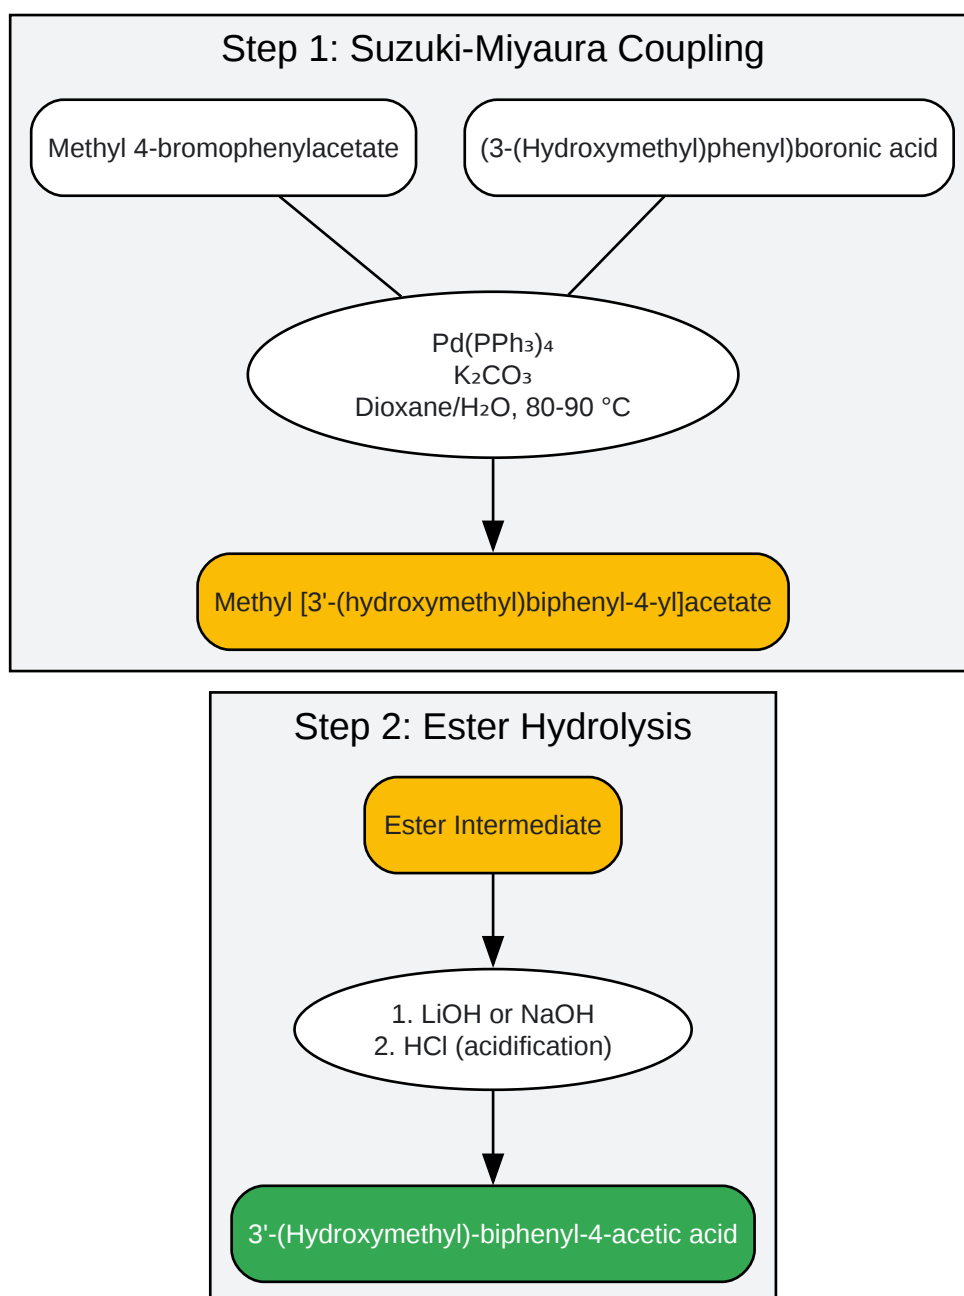 Step 1: Suzuki-Miyaura Coupling
Methyl 4-bromophenylacetate
(3-(Hydroxymethyl)phenyl)boronic acid
Pd(PPh₃)₄
K₂CO₃
Dioxane/H₂O, 80-90 °C
Methyl [3'-(hydroxymethyl)biphenyl-4-yl]acetate
Step 2: Ester Hydrolysis
Ester Intermediate
1. LiOH or NaOH
2. HCl (acidification)
3'-(Hydroxymethyl)-biphenyl-4-acetic acid